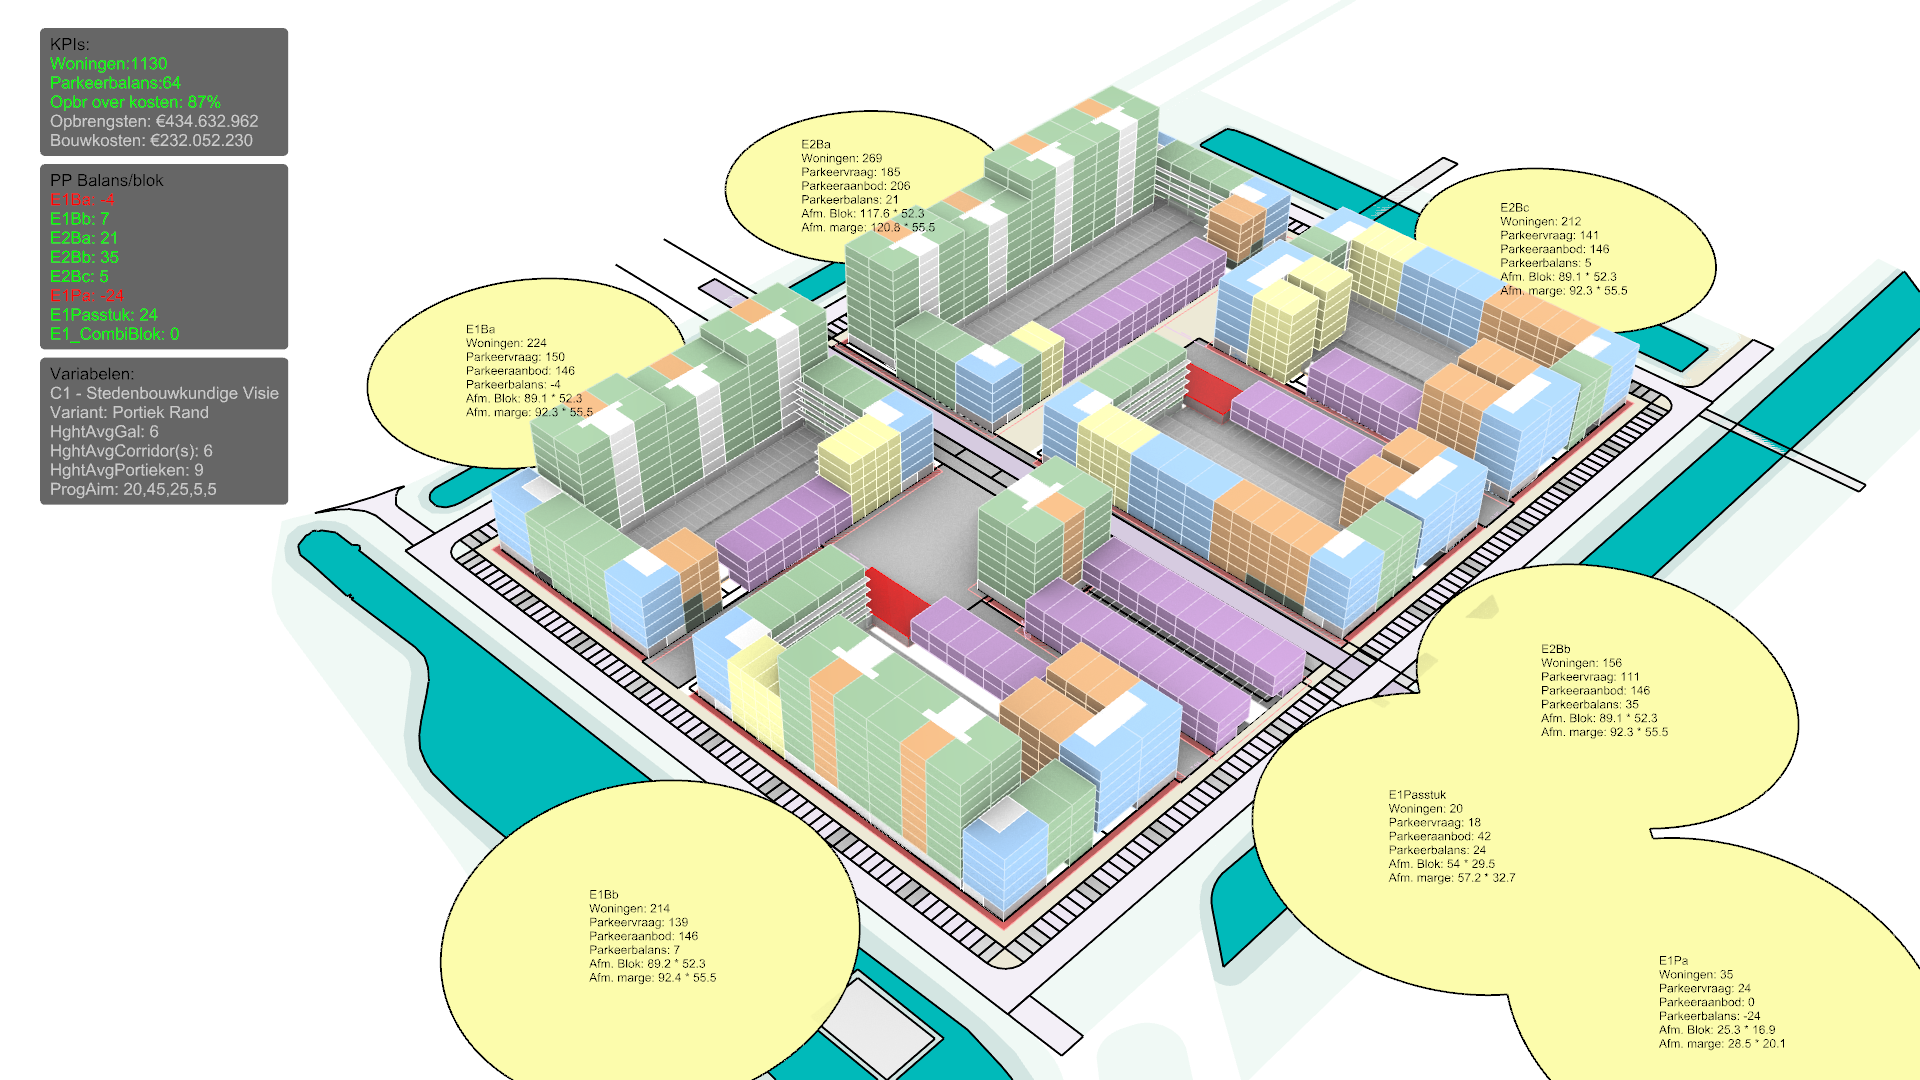 KPIs:
Woningen:1130
Parkeerbalans:64
Opbr over kosten: 87%
Opbrengsten: €434.632.962
Bouwkosten: €232.052.230
PP Balans/blok
E1Ba: -4
E1Bb: 7
E2Ba: 21
E2Bb: 35
E2Bc: 5
E1Pa: -24
E1Passtuk: 24
E1_CombiBlok: 0
Variabelen:
C1 - Stedenbouwkundige Visie
Variant: Portiek Rand
HghtAvgGal: 6
HghtAvgCorridor(s): 6
HghtAvgPortieken: 9
ProgAim: 20,45,25,5,5
E2Ba
Woningen: 269
Parkeervraag: 185
Parkeeraanbod: 206
Parkeerbalans: 21
Afm. Blok: 117.6 * 52.3
Afm. marge: 120.8 * 55.5
E2Bc
Woningen: 212
Parkeervraag: 141
Parkeeraanbod: 146
Parkeerbalans: 5
Afm. Blok: 89.1 * 52.3
Afm. marge: 92.3 * 55.5
E1Ba
Woningen: 224
Parkeervraag: 150
Parkeeraanbod: 146
Parkeerbalans: -4
Afm. Blok: 89.1 * 52.3
Afm. marge: 92.3 * 55.5
E2Bb
Woningen: 156
Parkeervraag: 111
Parkeeraanbod: 146
Parkeerbalans: 35
Afm. Blok: 89.1 * 52.3
Afm. marge: 92.3 * 55.5
E1Passtuk
Woningen: 20
Parkeervraag: 18
Parkeeraanbod: 42
Parkeerbalans: 24
Afm. Blok: 54 * 29.5
Afm. marge: 57.2 * 32.7
E1Bb
Woningen: 214
Parkeervraag: 139
Parkeeraanbod: 146
Parkeerbalans: 7
Afm. Blok: 89.2 * 52.3
Afm. marge: 92.4 * 55.5
E1Pa
Woningen: 35
Parkeervraag: 24
Parkeeraanbod: 0
Parkeerbalans: -24
Afm. Blok: 25.3 * 16.9
Afm. marge: 28.5 * 20.1